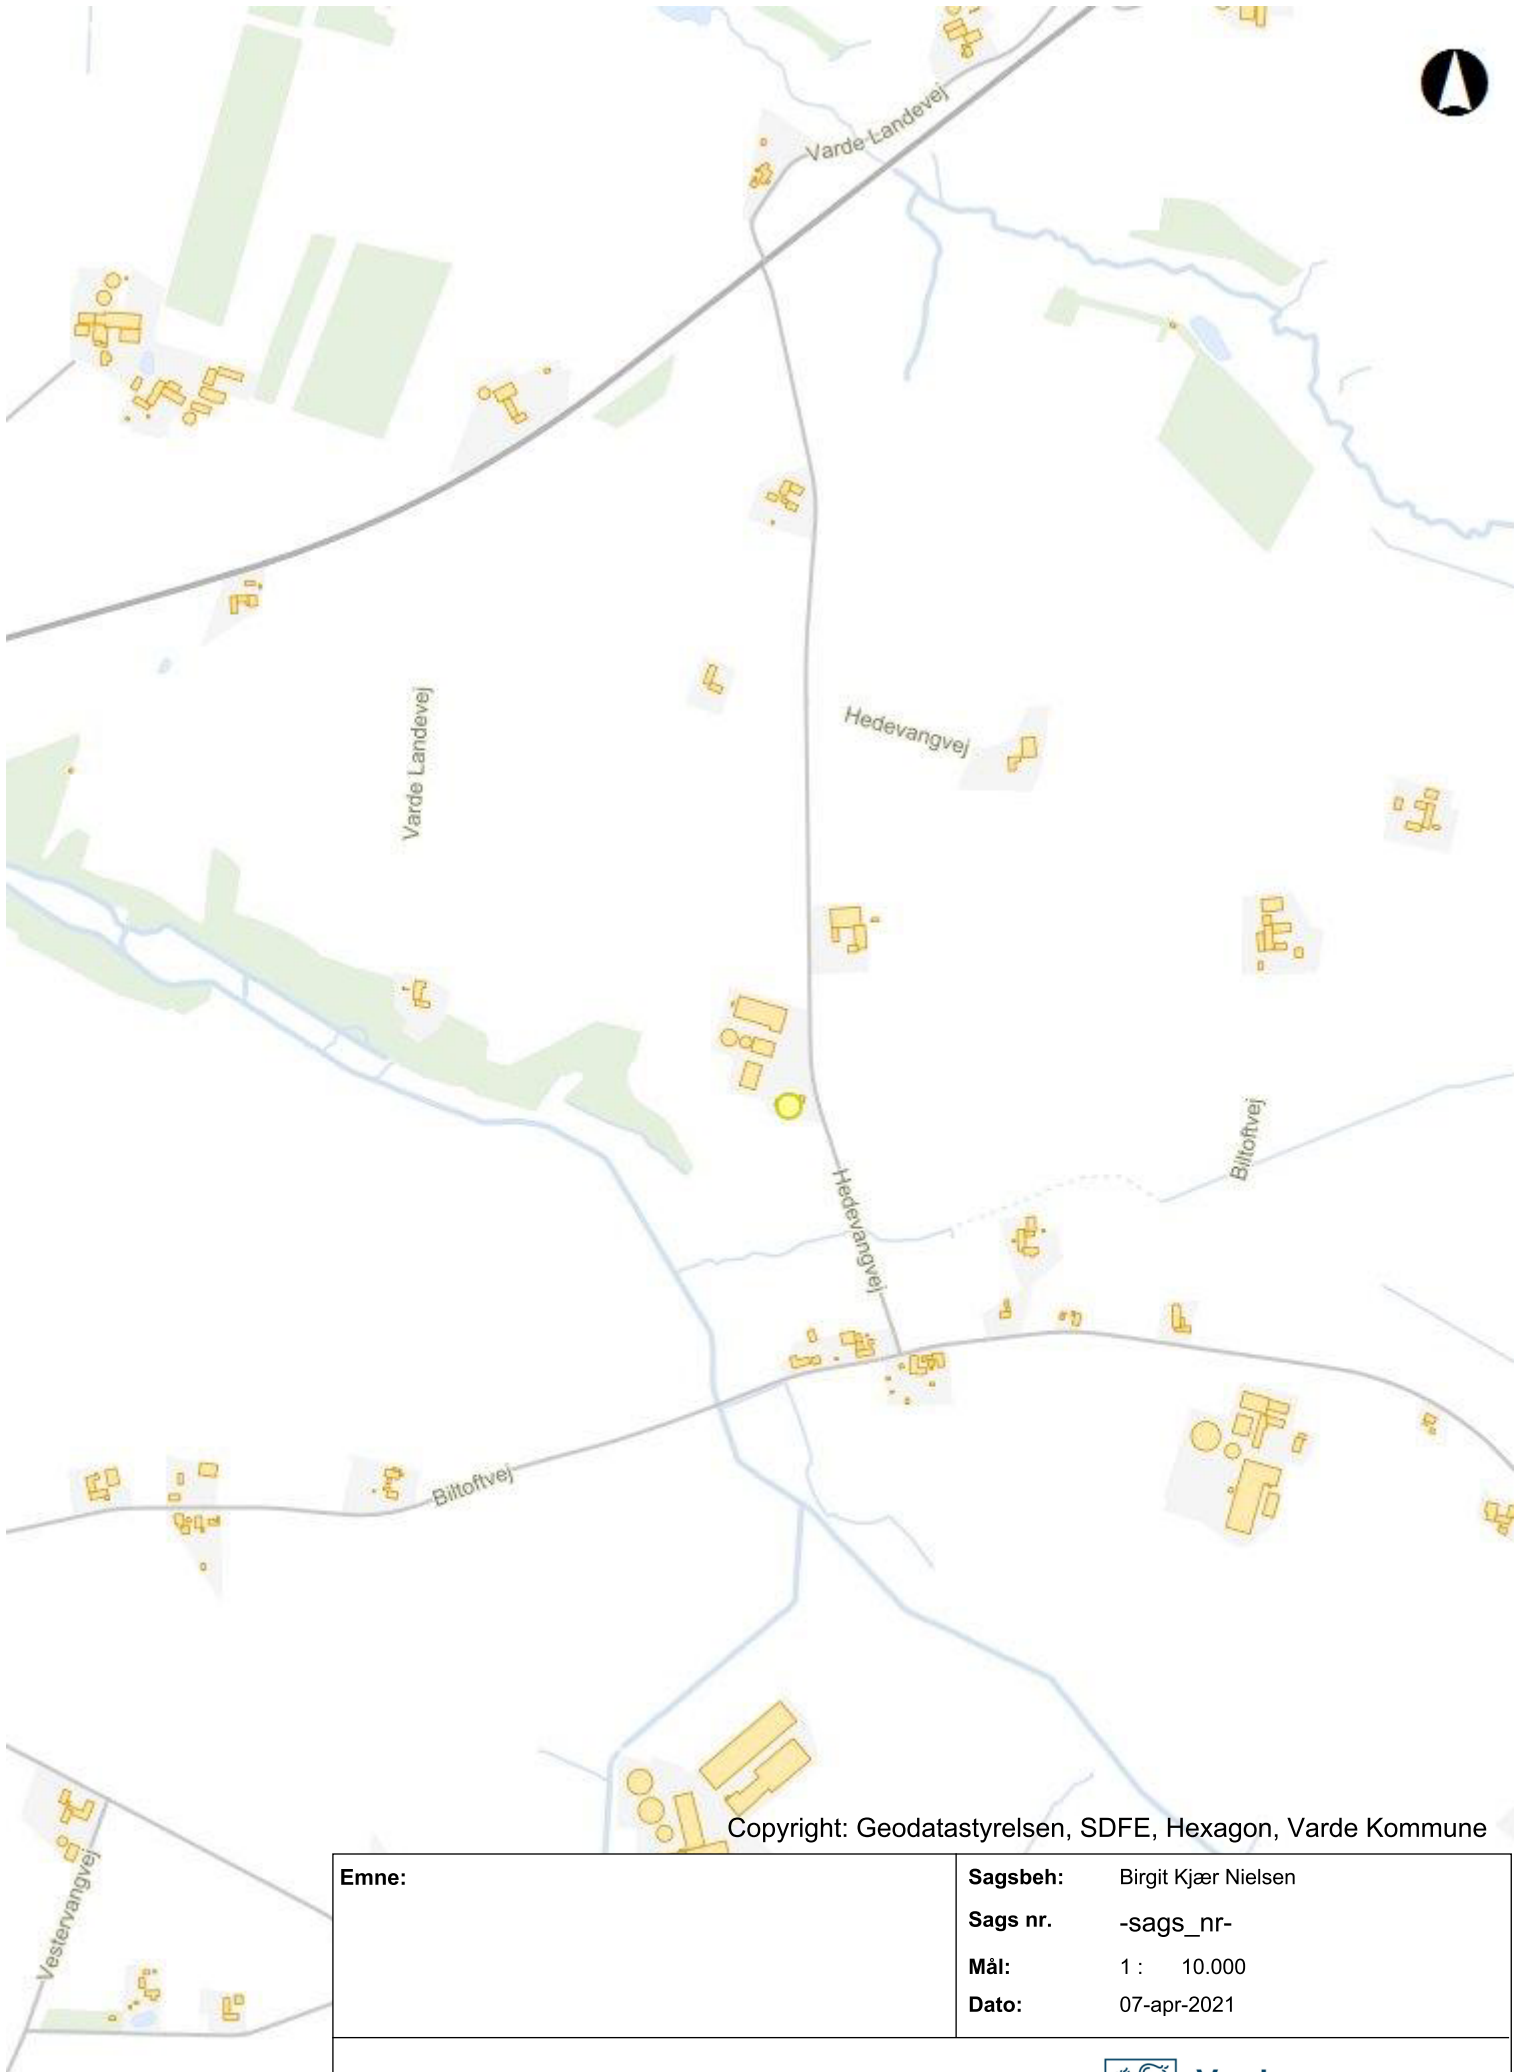 Varde Landevej
Varde Landevej
Hedevangvej
Biltoftvej
Hedevangvej
Biltoftvej
Vestervangvej
Copyright: Geodatastyrelsen, SDFE, Hexagon, Varde Kommune
Emne:
Sagsbeh: Birgit Kjær Nielsen
Sags nr. -sags_nr-
Mål: 1 : 10.000
Dato: 07-apr-2021